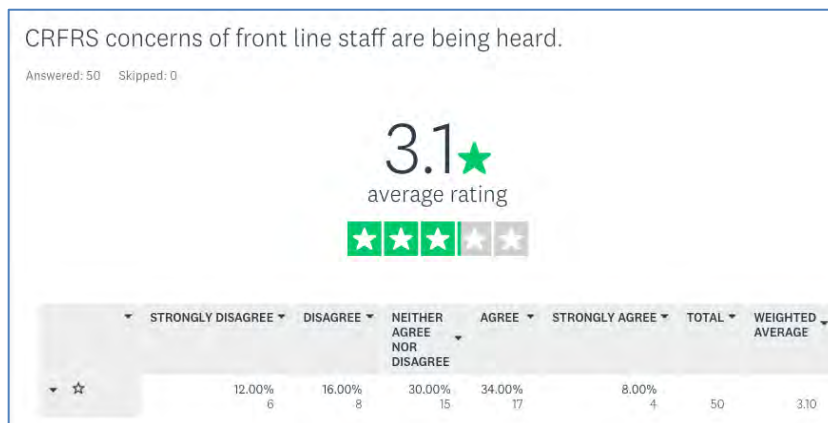 CRFRS concerns of front line staff are being heard.
Answered: 50 Skipped: 0
3.1
average rating
STRONGLY DISAGREE DISAGREE NEITHER AGREE NOR DISAGREE AGREE STRONGLY AGREE TOTAL WEIGHTED AVERAGE
12.00% 16.00% 30.00% 34.00% 8.00%
6 8 15 17 4 50 3.10